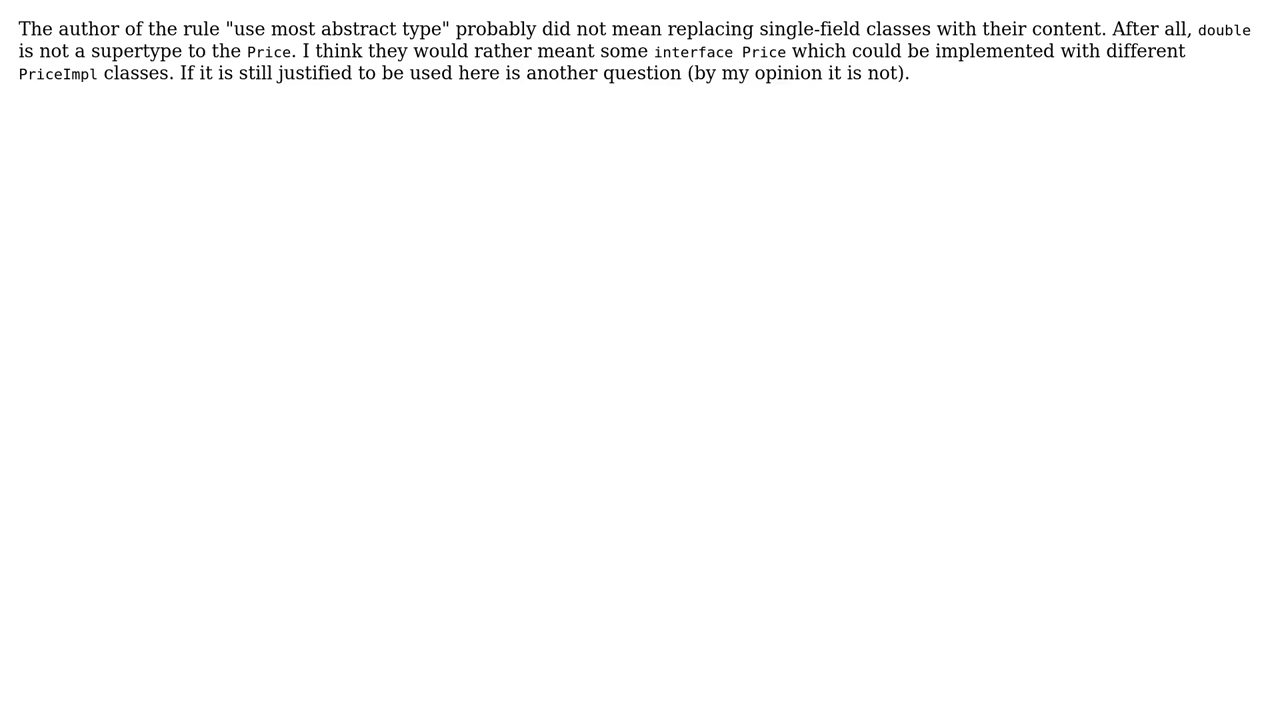 The author of the rule "use most abstract type" probably did not mean replacing single-field classes with their content. After all, double
is not a supertype to the Price. I think they would rather meant some interface Price which could be implemented with different
PriceImpl classes. If it is still justified to be used here is another question (by my opinion it is not).